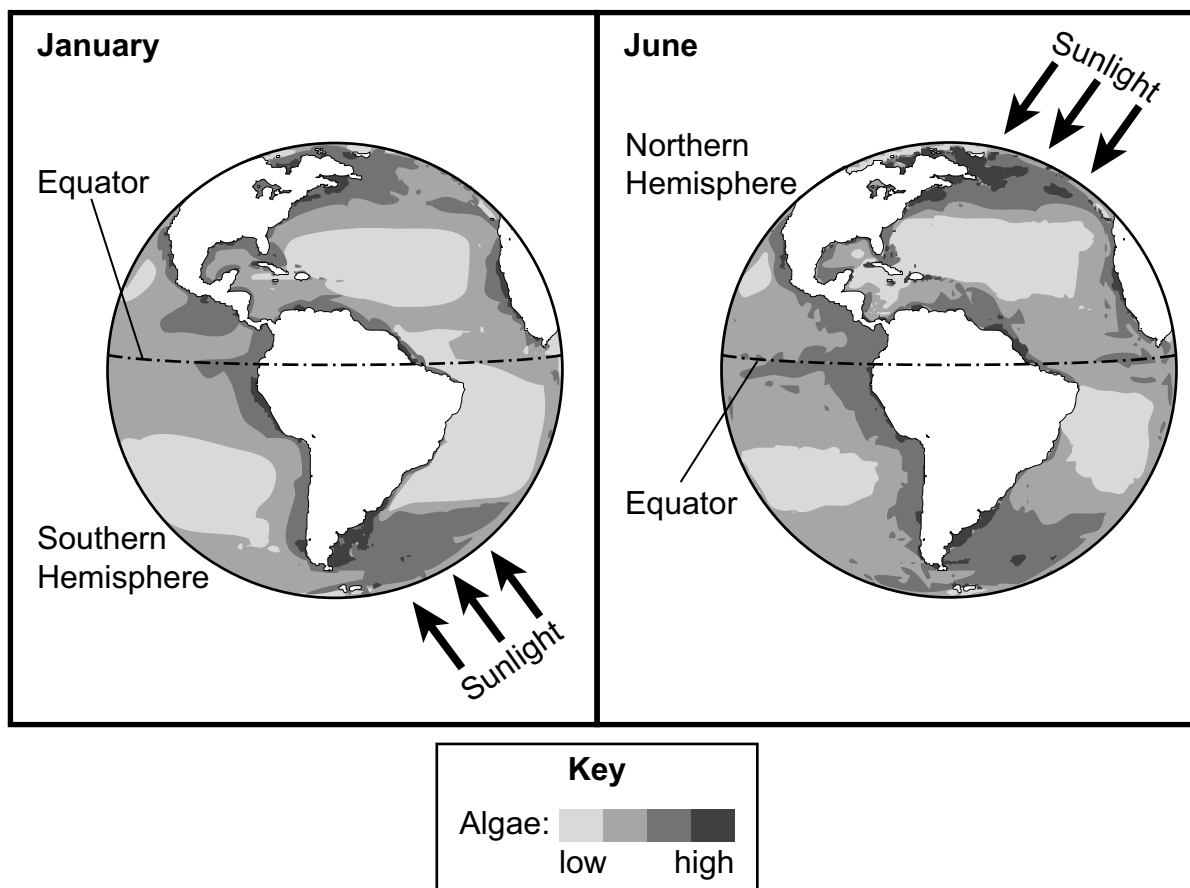 January
Equator
Southern
Hemisphere
Sunlight
June
Sunlight
Northern
Hemisphere
Equator
Key
Algae:
low high